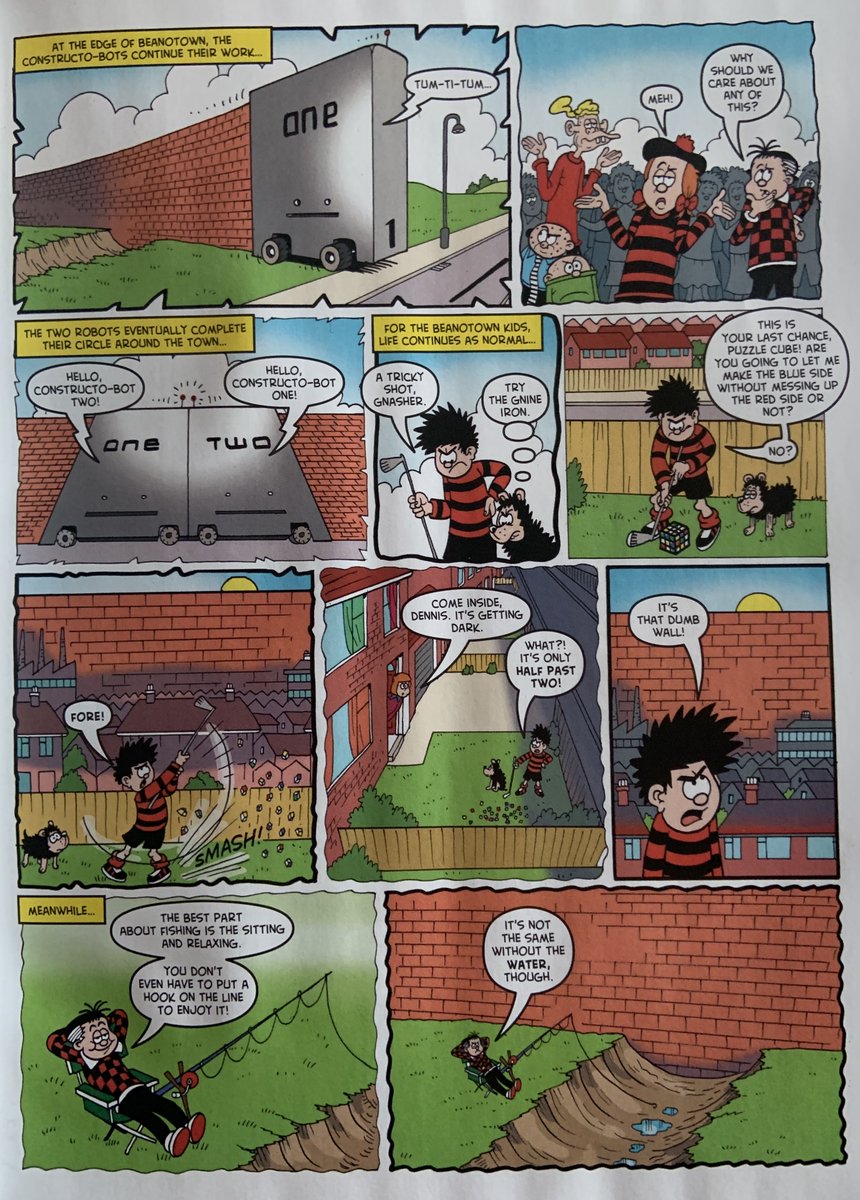 AT THE EDGE OF BEANOTOWN, THE
CONSTRUCTO-BOTS CONTINUE THEIR WORK...
TUM-TI-TUM...
ONE
1
MEH!
WHY
SHOULD WE
CARE ABOUT
ANY OF
THIS?
THE TWO ROBOTS EVENTUALLY COMPLETE
THEIR CIRCLE AROUND THE TOWN...
HELLO,
CONSTRUCTO-BOT
TWO!
HELLO,
CONSTRUCTO-BOT
ONE!
ONE
TWO
FOR THE BEANOTOWN KIDS,
LIFE CONTINUES AS NORMAL...
A TRICKY
SHOT,
GNASHER.
TRY
THE GNINE
IRON.
THIS IS
YOUR LAST CHANCE,
PUZZLE CUBE! ARE
YOU GOING TO LET ME
MAKE THE BLUE SIDE
WITHOUT MESSING UP
THE RED SIDE OR
NOT?
NO?
FORE!
SMASH!
COME INSIDE,
DENNIS. IT'S GETTING
DARK.
WHAT?!
IT'S ONLY
HALF PAST
TWO!
IT'S
THAT DUMB
WALL!
MEANWHILE...
THE BEST PART
ABOUT FISHING IS THE SITTING
AND RELAXING.
YOU DON'T
EVEN HAVE TO PUT A
HOOK ON THE LINE
TO ENJOY IT!
IT'S NOT
THE SAME
WITHOUT THE
WATER,
THOUGH.